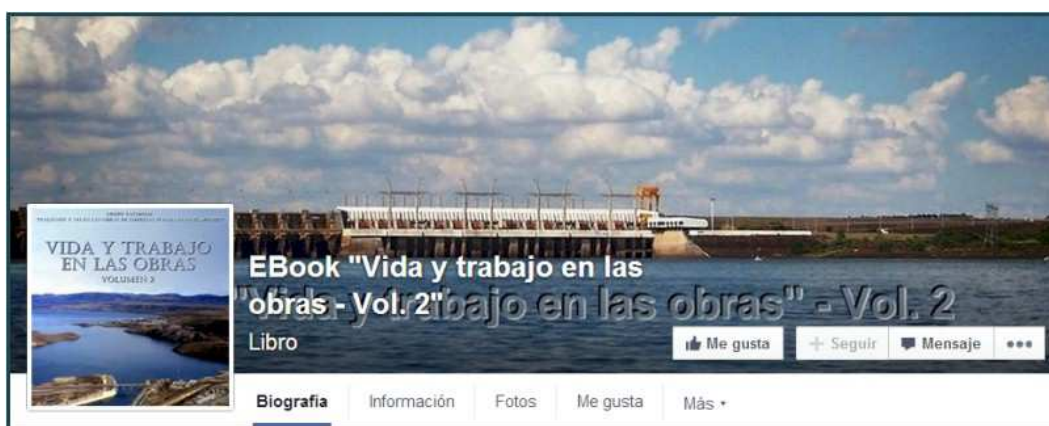 VIDA Y TRABAJO
EN LAS OBRAS
VOLUMEN 2
EBook "Vida y trabajo en las
obras - Vol. 2"
"Vida y trabajo en las obras" - Vol. 2
Libro
Me gusta
Seguir
Mensaje
Biografía
Información
Fotos
Me gusta
Más